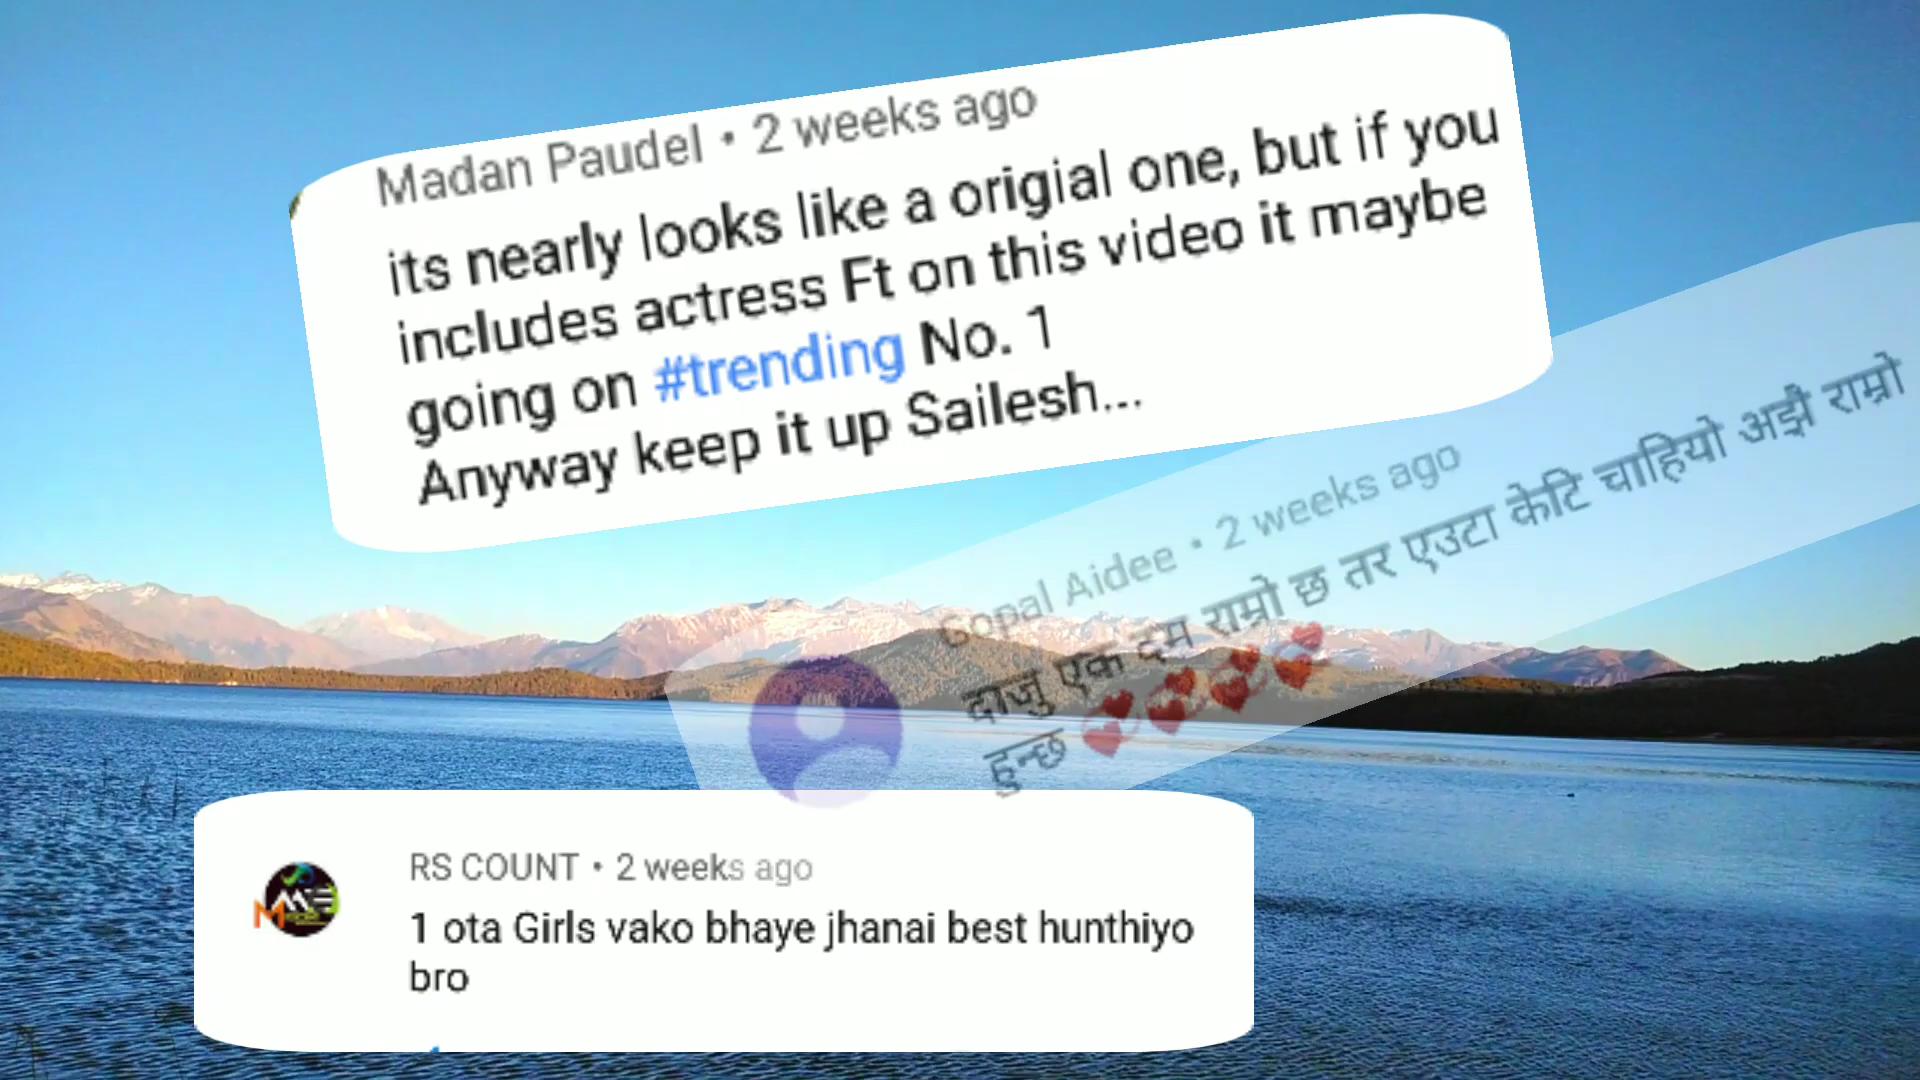 Madan Paudel • 2 weeks ago
its nearly looks like a origial one, but if you
includes actress Ft on this video it maybe
going on #trending No. 1
Anyway keep it up Sailesh...
Gopal Aidee • 2 weeks ago
दाजु एक दम राम्रो छ तर एउटा केटि चाहियो अझै राम्रो
हुन्छ 💞💞💞💞
RS COUNT • 2 weeks ago
1 ota Girls vako bhaye jhanai best hunthiyo
bro